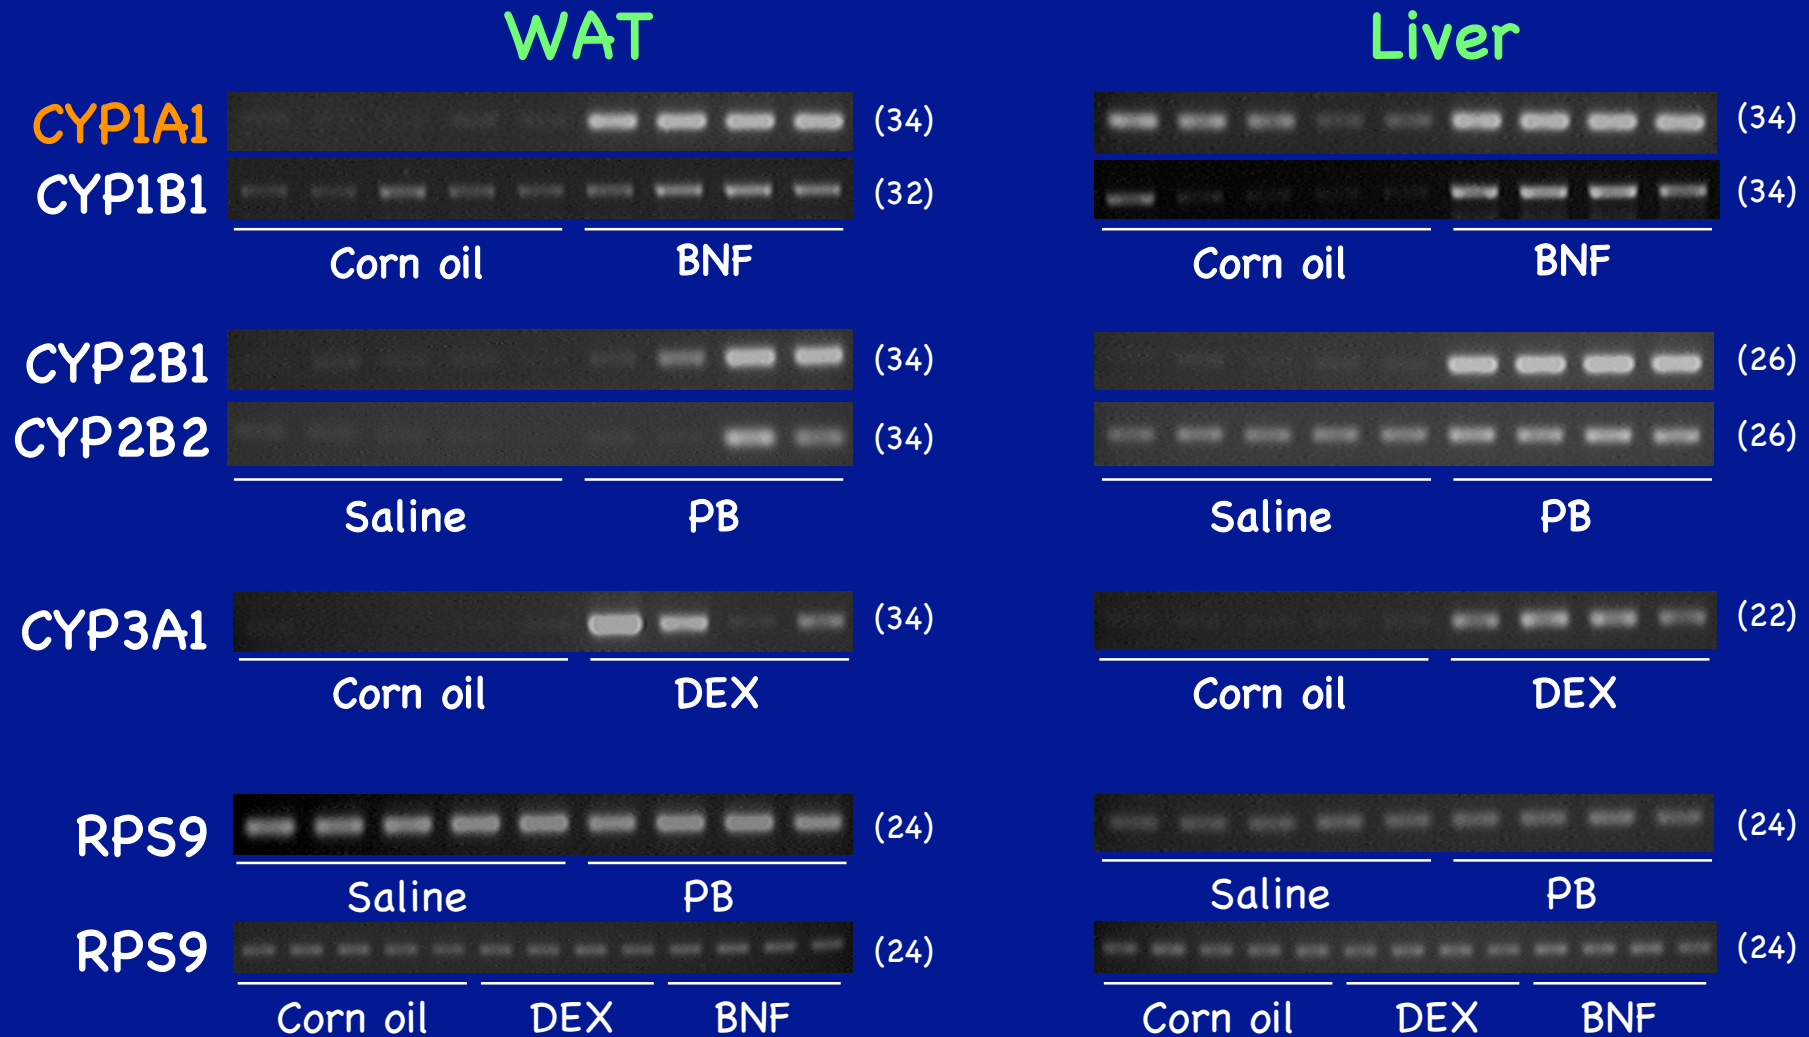 WAT Liver
CYP1A1 (34) (34)
CYP1B1 (32) (34)
Corn oil BNF Corn oil BNF
CYP2B1 (34) (26)
CYP2B2 (34) (26)
Saline PB Saline PB
CYP3A1 (34) (22)
Corn oil DEX Corn oil DEX
RPS9 (24) (24)
Saline PB Saline PB
RPS9 (24) (24)
Corn oil DEX BNF Corn oil DEX BNF